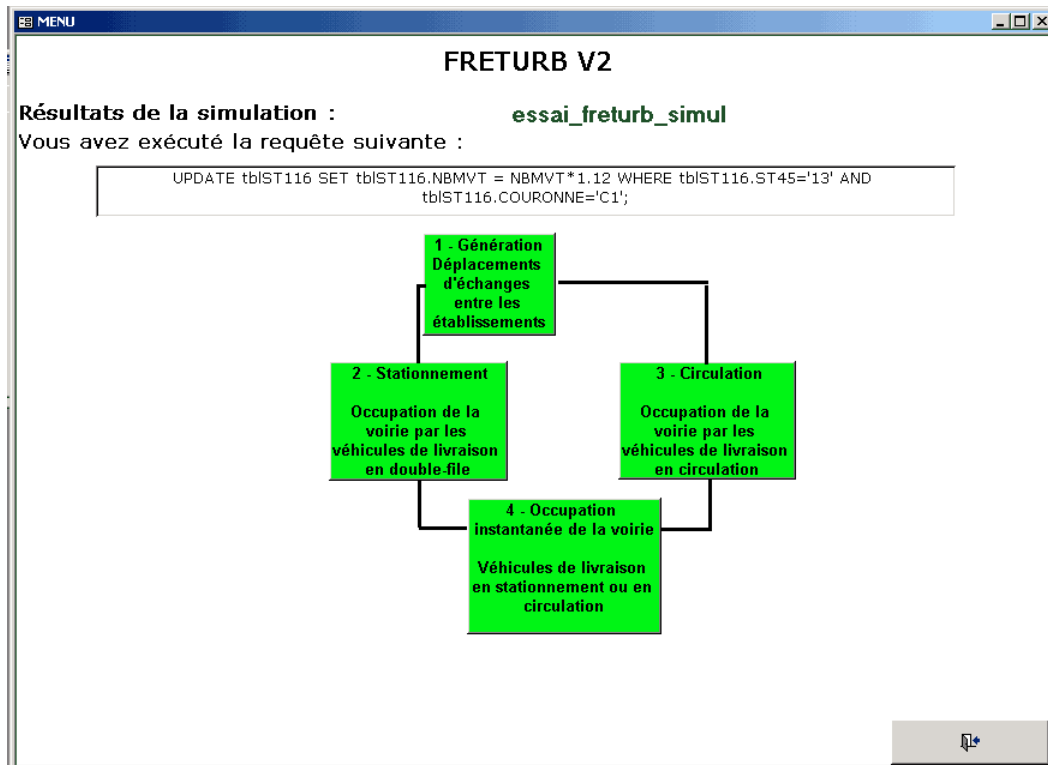 MENU
FRETURB V2
Résultats de la simulation : essai_freturb_simul
Vous avez exécuté la requête suivante :
UPDATE tblST116 SET tblST116.NBMVT = NBMVT*1.12 WHERE tblST116.ST45='13' AND
tblST116.COURONNE='C1';
1 - Génération
Déplacements
d'échanges
entre les
établissements
2 - Stationnement
Occupation de la
voirie par les
véhicules de livraison
en double-file
3 - Circulation
Occupation de la
voirie par les
véhicules de livraison
en circulation
4 - Occupation
instantanée de la voirie
Véhicules de livraison
en stationnement ou en
circulation